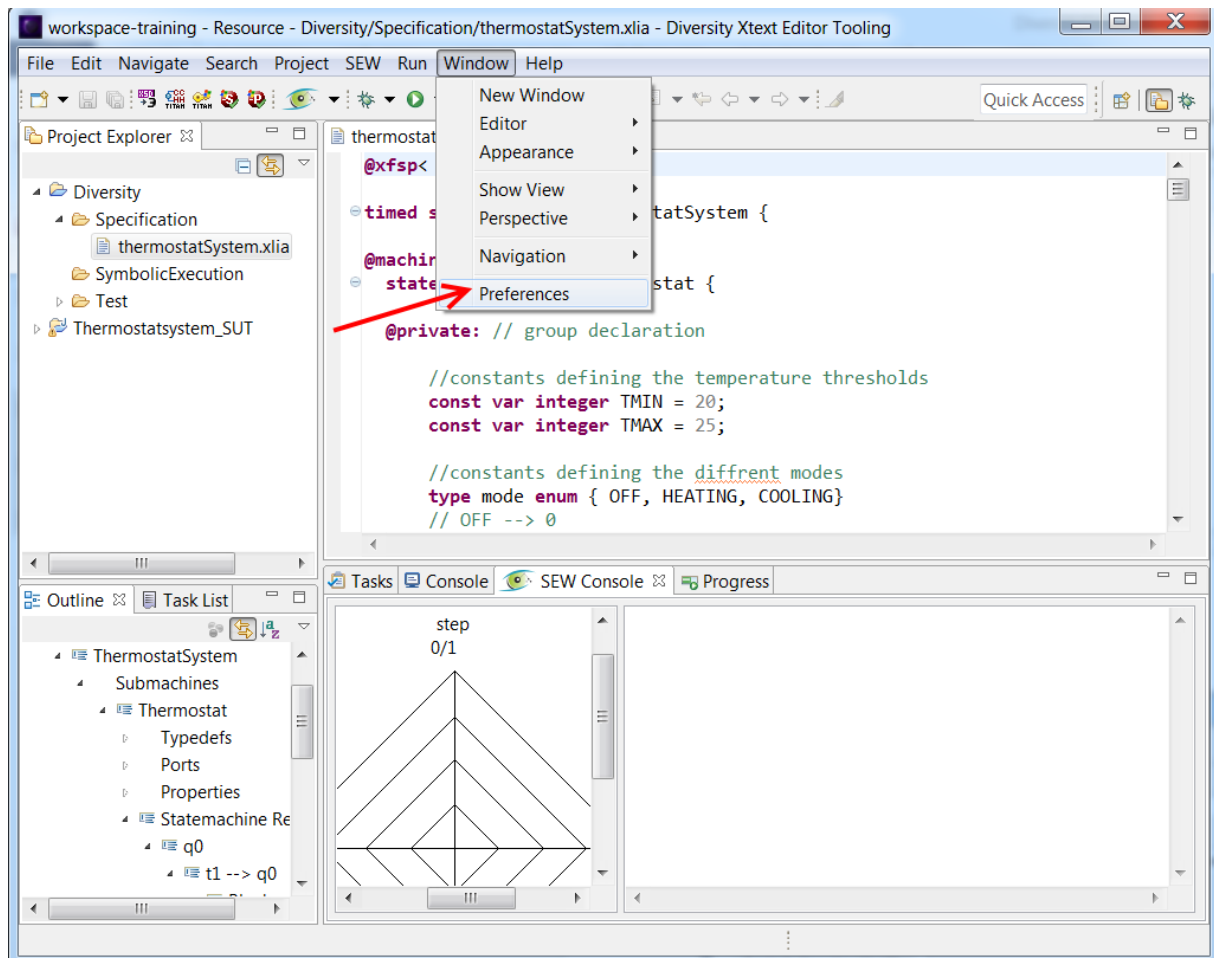 workspace-training - Resource - Diversity/Specification/thermostatSystem.xlia - Diversity Xtext Editor Tooling
File Edit Navigate Search Project SEW Run Window Help
Quick Access
New Window
Editor
Appearance
Show View
Perspective
Navigation
Preferences
Project Explorer
Diversity
Specification
thermostatSystem.xlia
SymbolicExecution
Test
Thermostatsystem_SUT
thermostat
@xfsp<
timed s tatSystem {
@machin
state stat {
@private: // group declaration
//constants defining the temperature thresholds
const var integer TMIN = 20;
const var integer TMAX = 25;
//constants defining the diffrent modes
type mode enum { OFF, HEATING, COOLING}
// OFF --> 0
Outline Task List
ThermostatSystem
Submachines
Thermostat
Typedefs
Ports
Properties
Statemachine Re
q0
t1 --> q0
Tasks Console SEW Console Progress
step
0/1